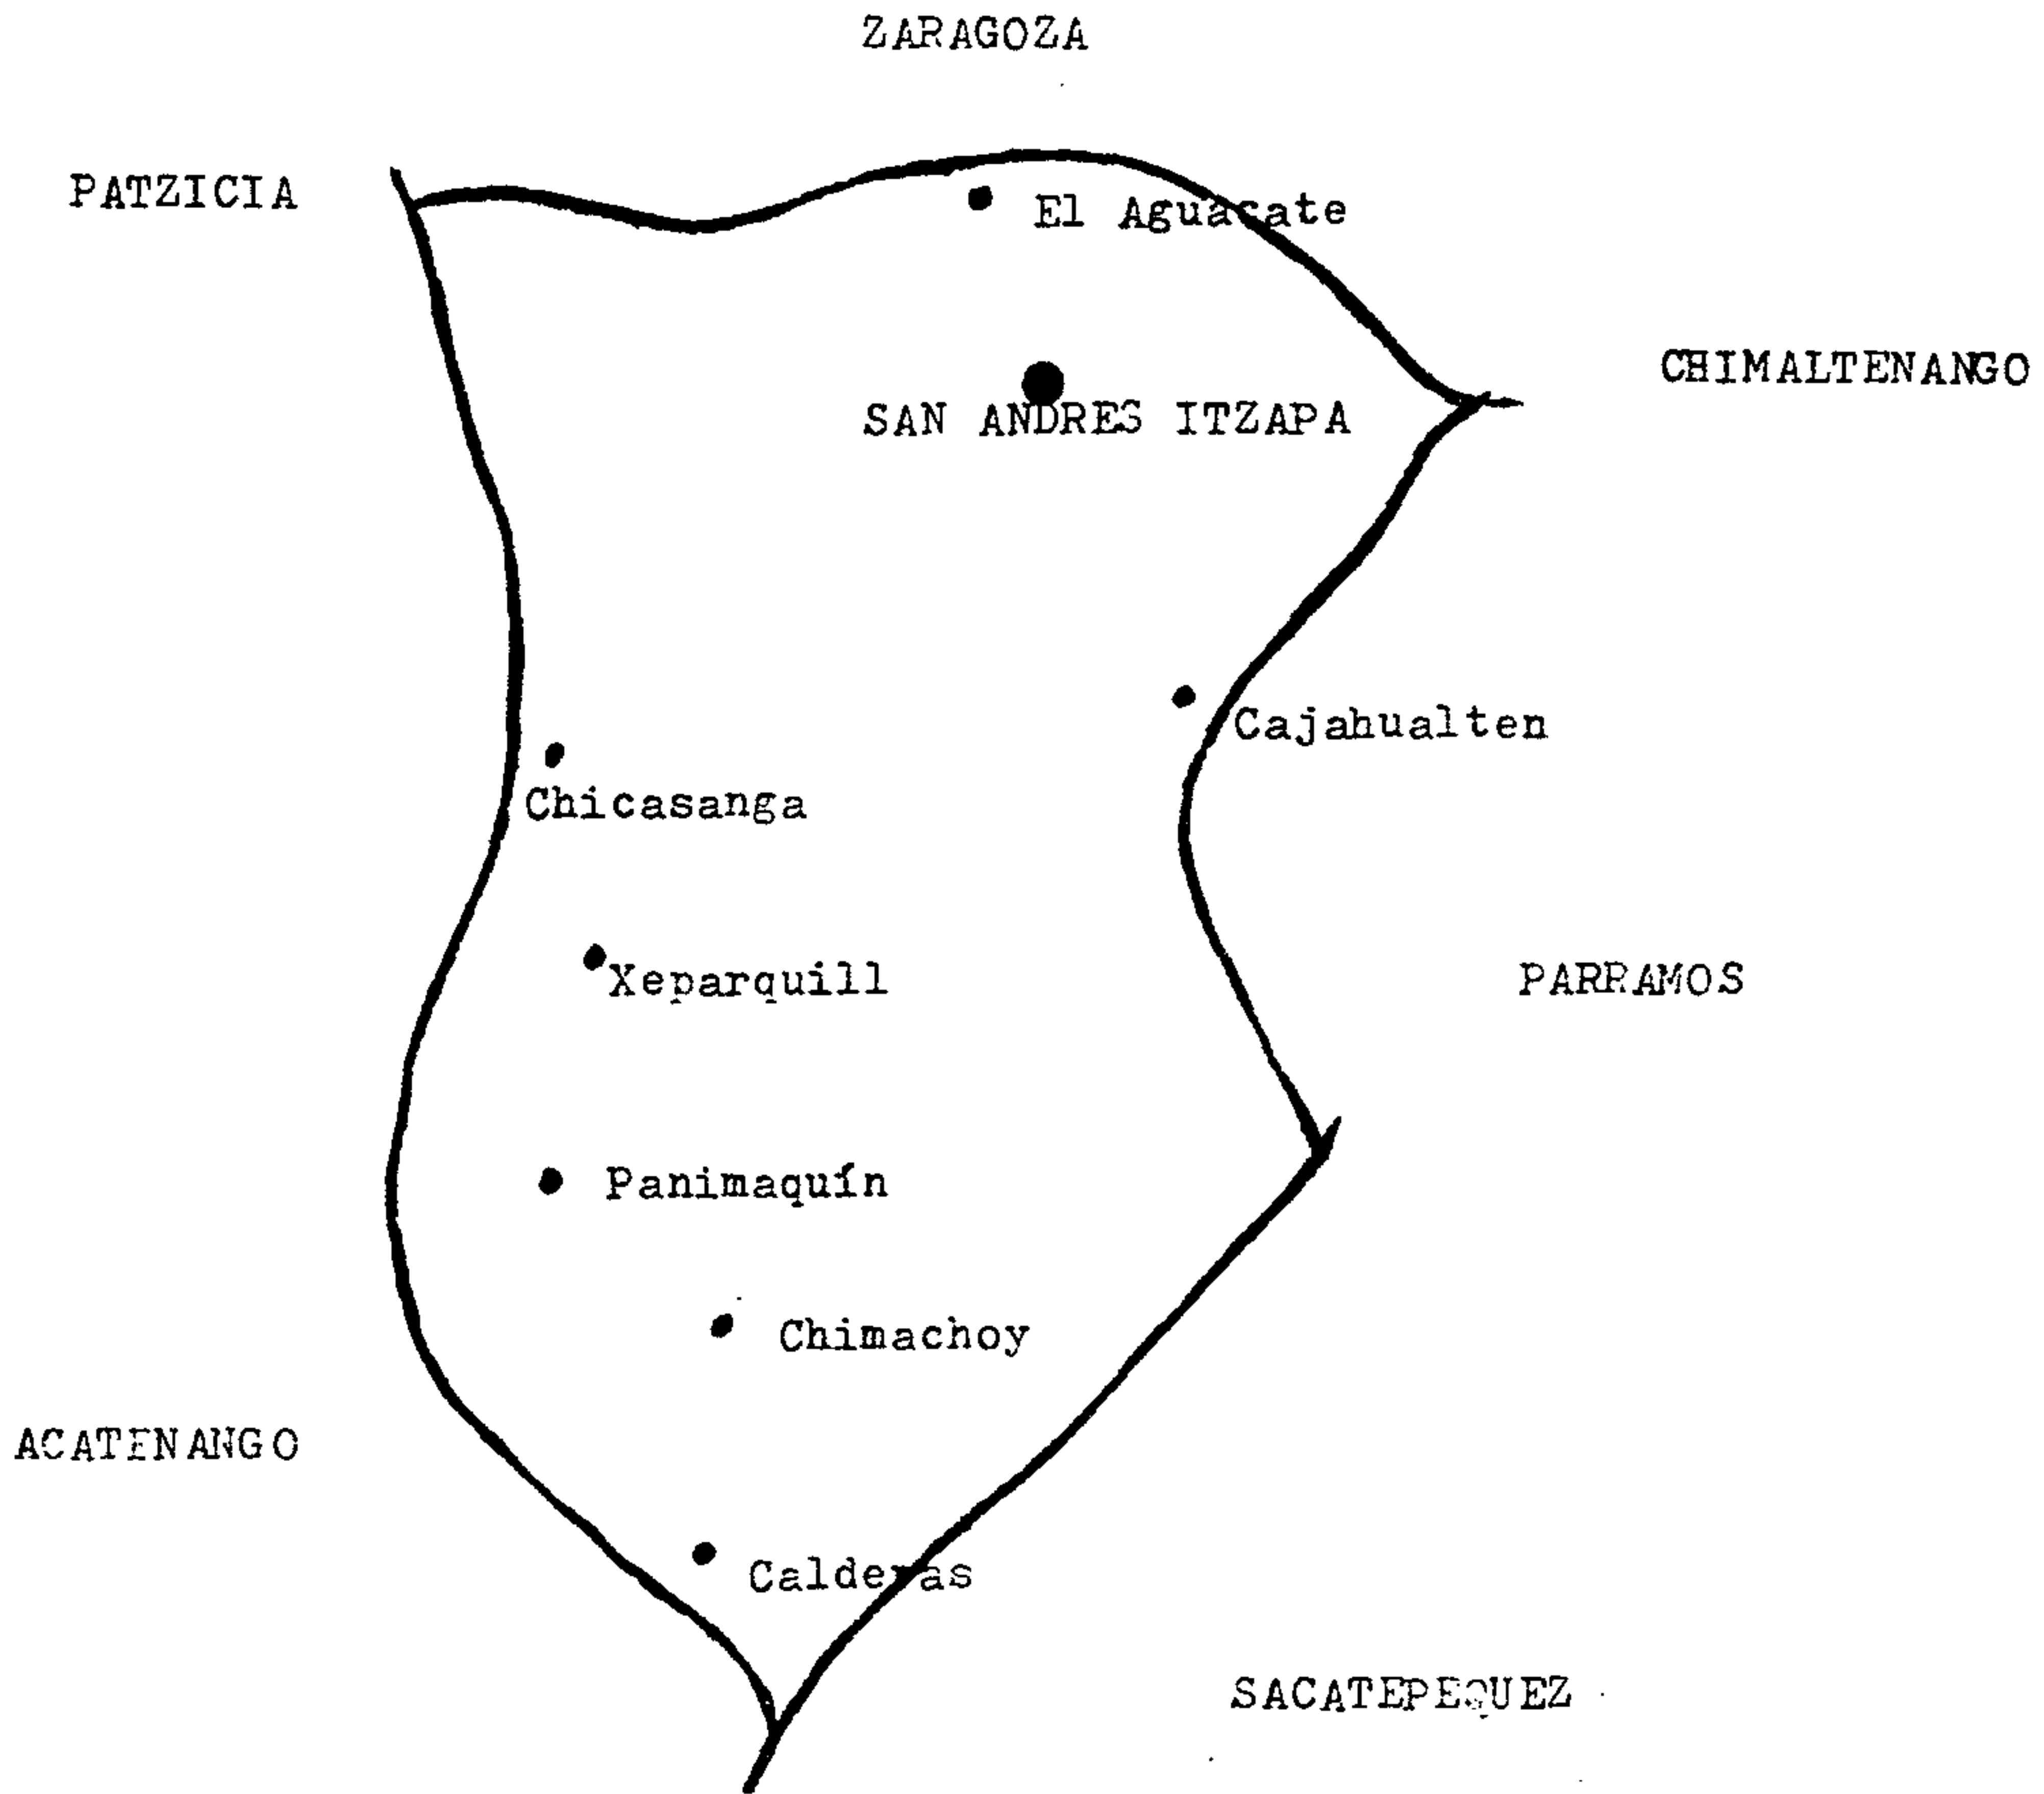 ZARAGOZA
PATZICIA
El Aguacate
CHIMALTENANGO
SAN ANDRES ITZAPA
Cajahualten
Chicasanga
Xeparquill
PARRAMOS
Panimaquín
Chimachoy
ACATENANGO
Calderas
SACATEPEQUEZ